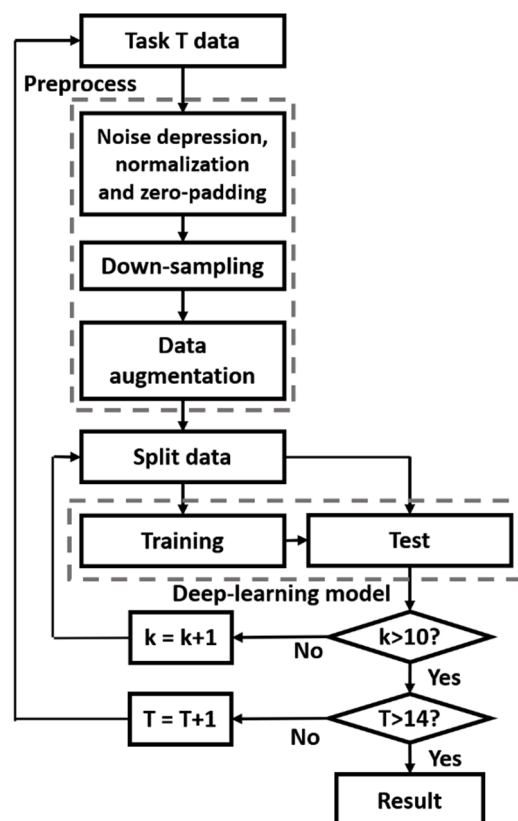 Task T data
Preprocess
Noise depression,
normalization
and zero-padding
Down-sampling
Data
augmentation
Split data
Training
Test
Deep-learning model
k = k+1
No
k>10?
Yes
T = T+1
No
T>14?
Yes
Result